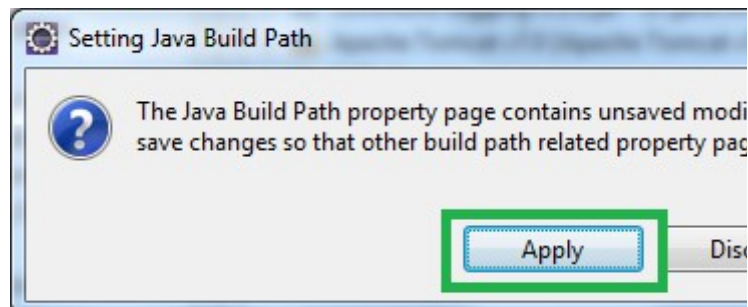 Setting Java Build Path
The Java Build Path property page contains unsaved modi
save changes so that other build path related property pag
Apply
Disc